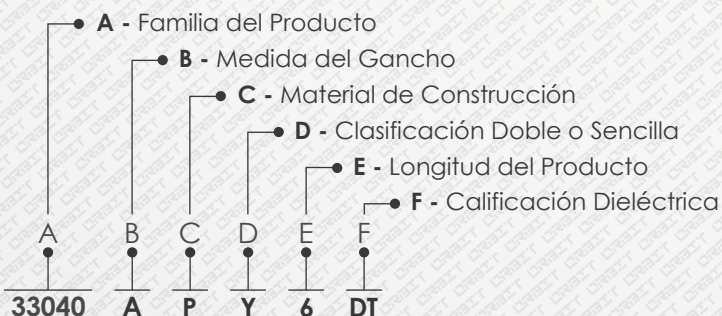 A - Familia del Producto
B - Medida del Gancho
C - Material de Construcción
D - Clasificación Doble o Sencilla
E - Longitud del Producto
F - Calificación Dieléctrica
A B C D E F
33040 A P Y 6 DT